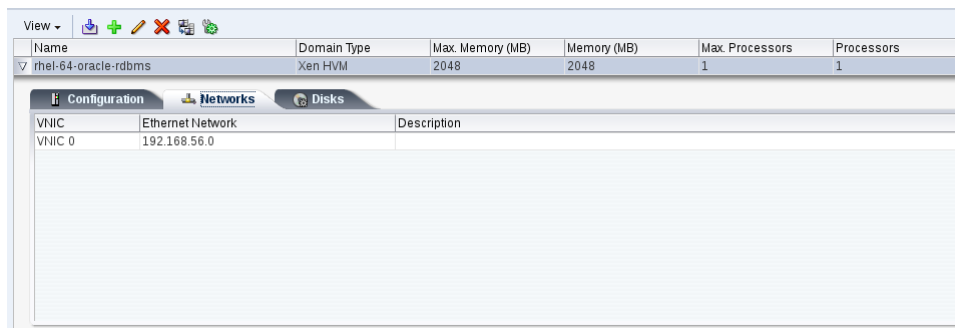 View
Name Domain Type Max. Memory (MB) Memory (MB) Max. Processors Processors
rhel-64-oracle-rdbms Xen HVM 2048 2048 1 1
Configuration Networks Disks
VNIC Ethernet Network Description
VNIC 0 192.168.56.0